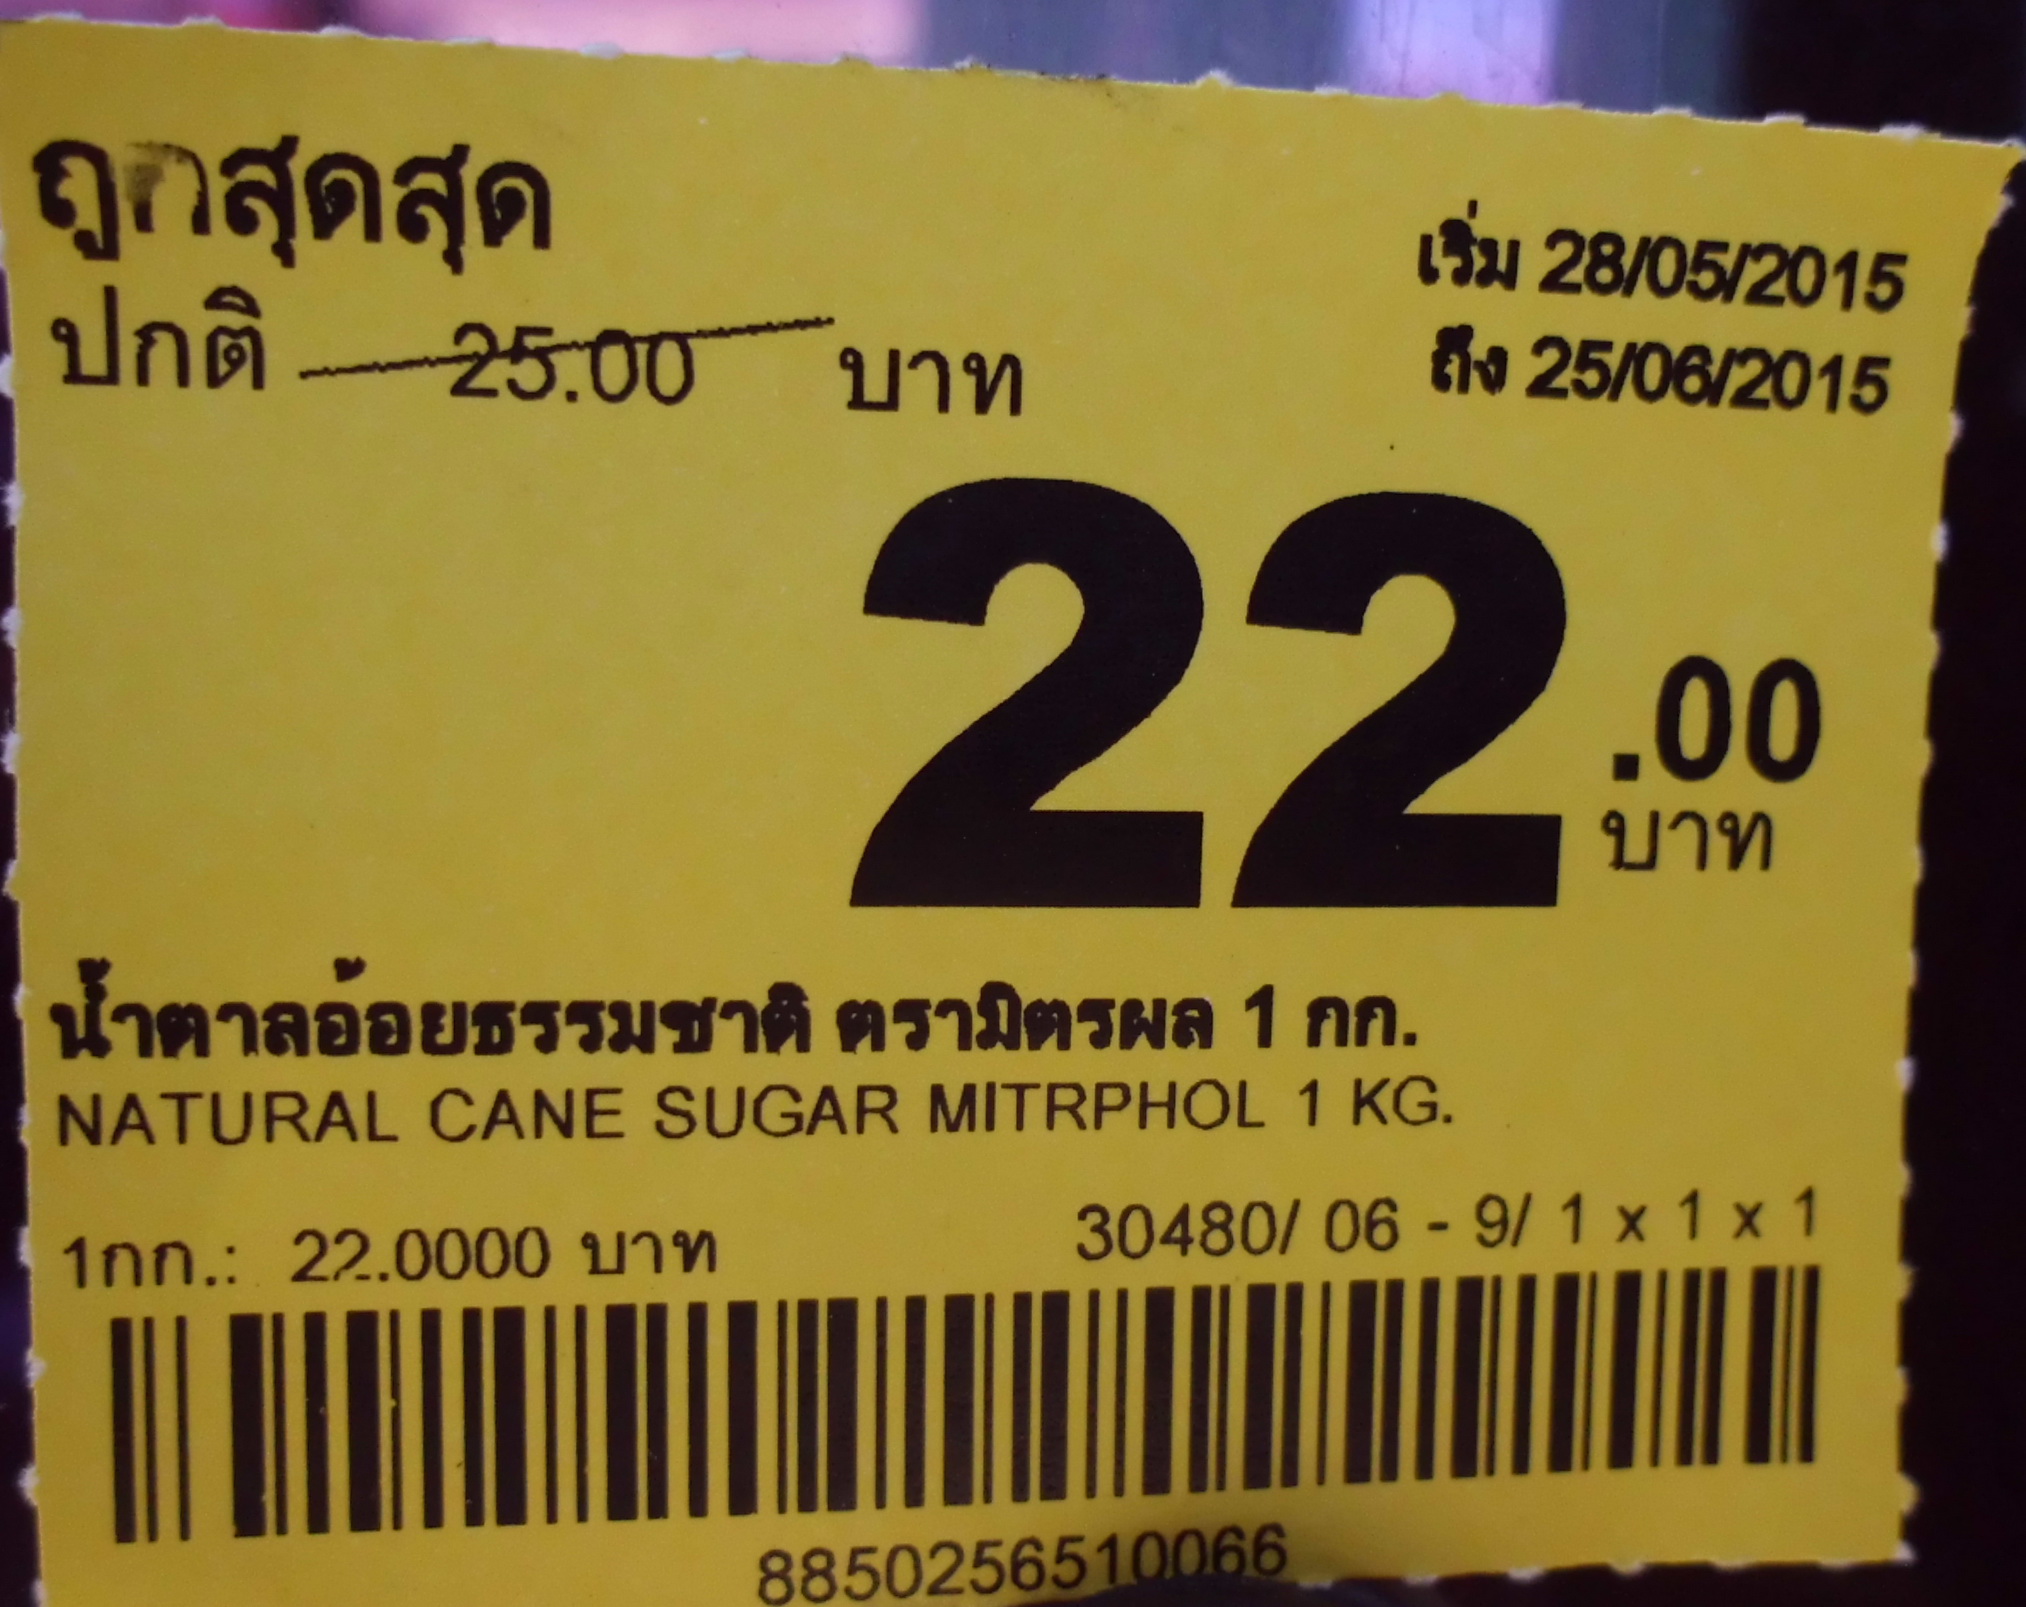 ถูกสุดสุด
เริ่ม 28/05/2015
ปกติ 25.00 บาท
ถึง 25/06/2015
22.00
บาท
น้ำตาลอ้อยธรรมชาติ ตรามิตรผล 1 กก.
NATURAL CANE SUGAR MITRPHOL 1 KG.
1กก.: 22.0000 บาท
30480/ 06 - 9/ 1 x 1 x 1
8850256510066